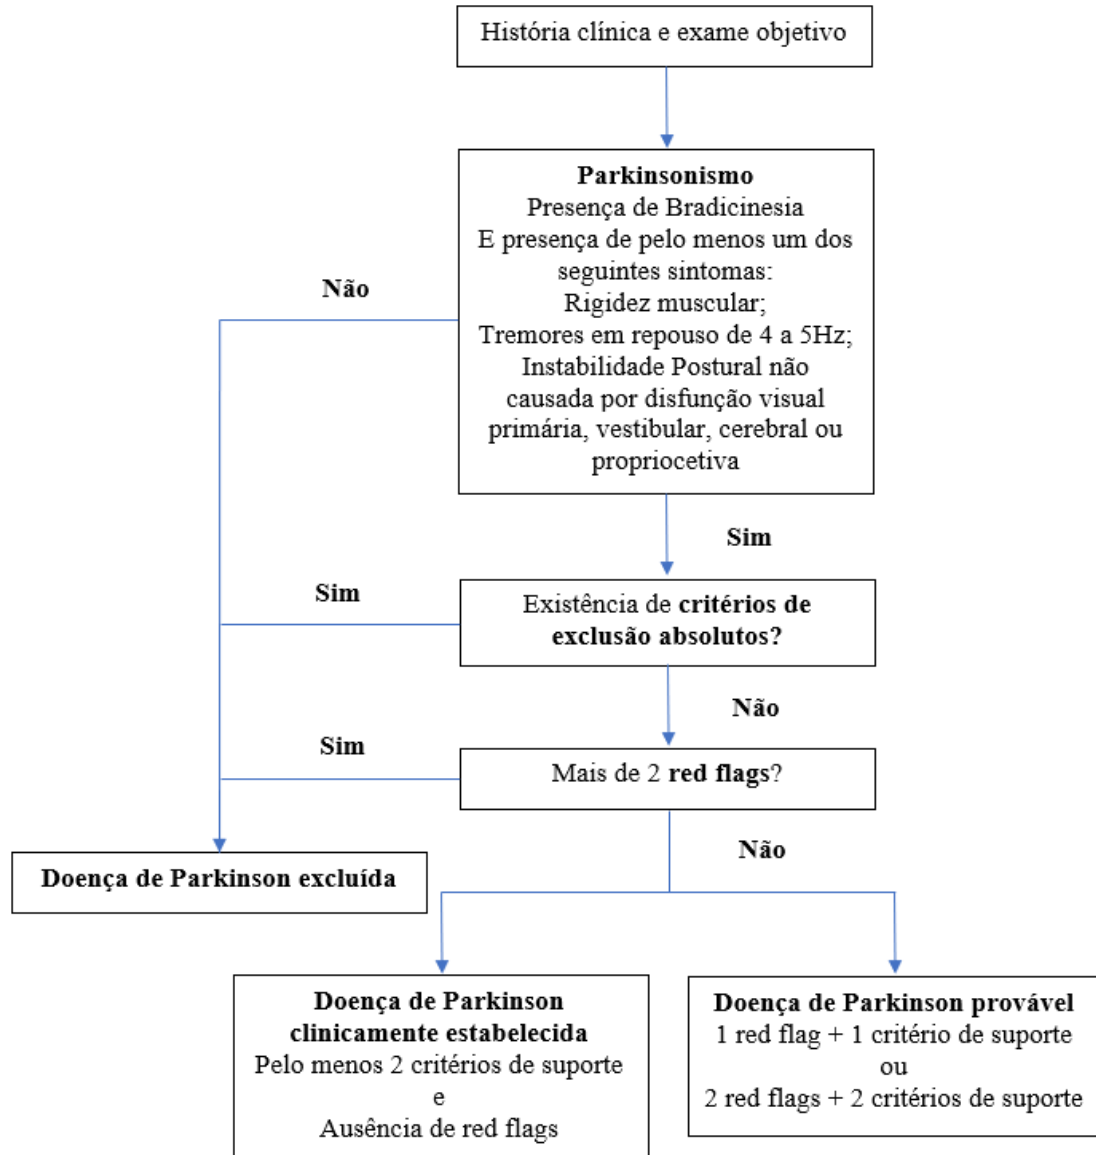 História clínica e exame objetivo
Parkinsonismo
Presença de Bradicinesia
E presença de pelo menos um dos
seguintes sintomas:
Rigidez muscular;
Tremores em repouso de 4 a 5Hz;
Instabilidade Postural não
causada por disfunção visual
primária, vestibular, cerebral ou
propriocetiva
Não
Sim
Sim
Existência de critérios de
exclusão absolutos?
Não
Sim
Mais de 2 red flags?
Não
Doença de Parkinson excluída
Doença de Parkinson
clinicamente estabelecida
Pelo menos 2 critérios de suporte
e
Ausência de red flags
Doença de Parkinson provável
1 red flag + 1 critério de suporte
ou
2 red flags + 2 critérios de suporte